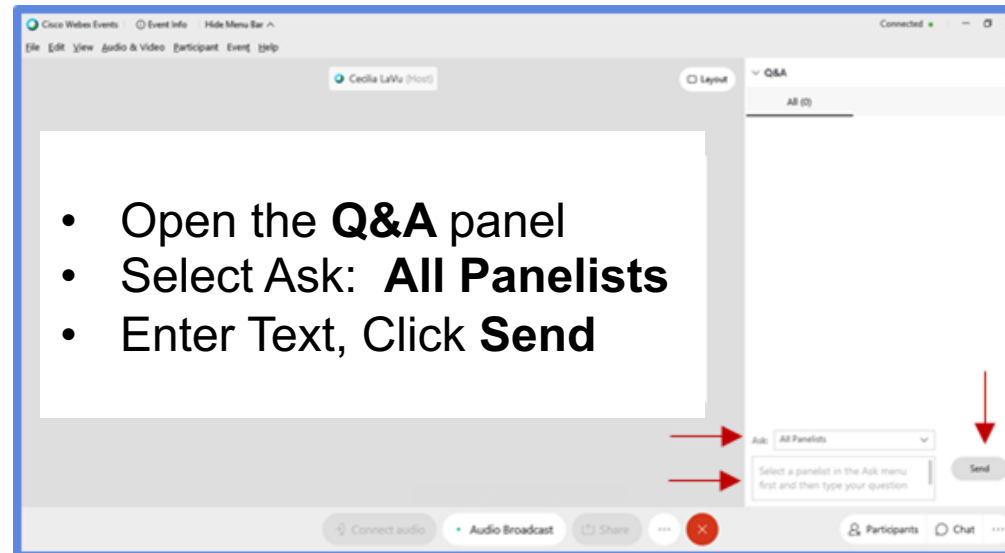 Cisco Webex Events Event Info Hide Menu Bar Connected
File Edit View Audio & Video Participant Event Help
Cecilia LaVu (Host)
Layout
Q&A
All (0)
• Open the Q&A panel
• Select Ask: All Panelists
• Enter Text, Click Send
Ask: All Panelists
Select a panelist in the Ask menu
first and then type your question
Send
Connect audio Audio Broadcast Share ... Participants Chat ...